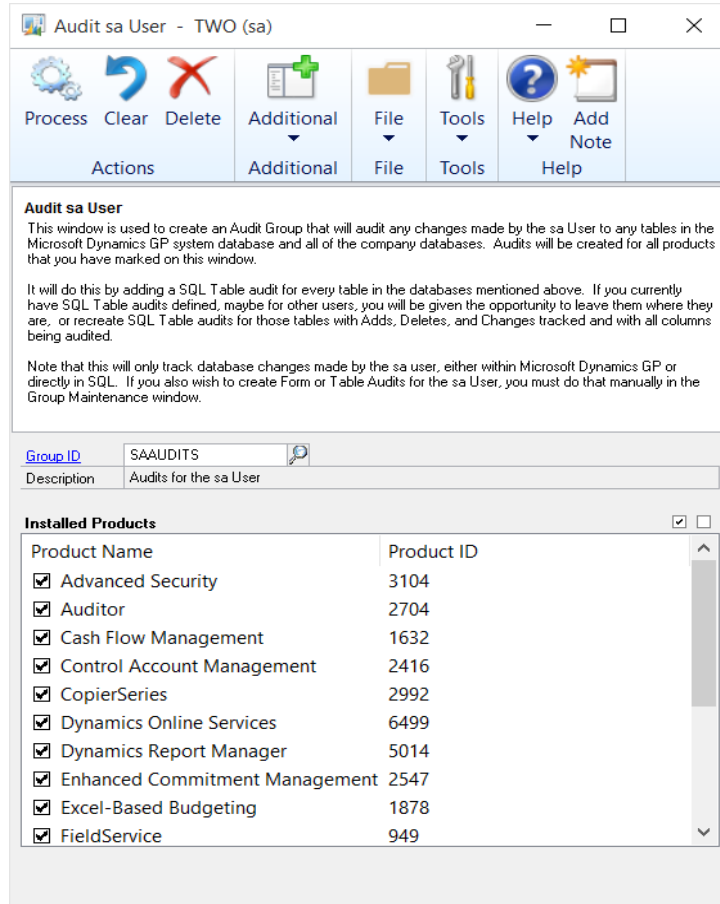 Audit sa User - TWO (sa)
Process Clear Delete Additional File Tools Help Add Note
Actions Additional File Tools Help
Audit sa User
This window is used to create an Audit Group that will audit any changes made by the sa User to any tables in the
Microsoft Dynamics GP system database and all of the company databases. Audits will be created for all products
that you have marked on this window.
It will do this by adding a SQL Table audit for every table in the databases mentioned above. If you currently
have SQL Table audits defined, maybe for other users, you will be given the opportunity to leave them where they
are, or recreate SQL Table audits for those tables with Adds, Deletes, and Changes tracked and with all columns
being audited.
Note that this will only track database changes made by the sa user, either within Microsoft Dynamics GP or
directly in SQL. If you also wish to create Form or Table Audits for the sa User, you must do that manually in the
Group Maintenance window.
Group ID SAAUDITS
Description Audits for the sa User
Installed Products
Product Name Product ID
Advanced Security 3104
Auditor 2704
Cash Flow Management 1632
Control Account Management 2416
CopierSeries 2992
Dynamics Online Services 6499
Dynamics Report Manager 5014
Enhanced Commitment Management 2547
Excel-Based Budgeting 1878
FieldService 949